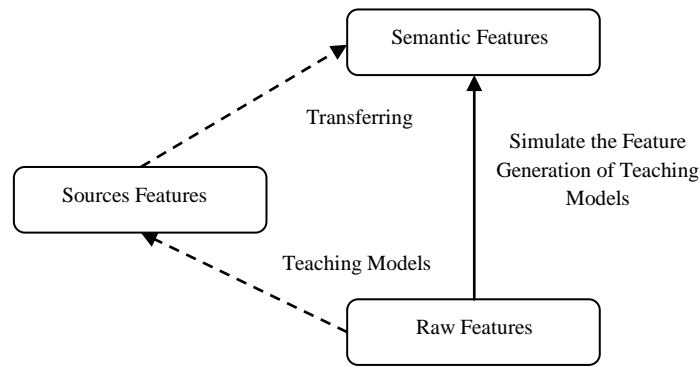 Semantic Features
Transferring
Simulate the Feature
Generation of Teaching
Models
Sources Features
Teaching Models
Raw Features